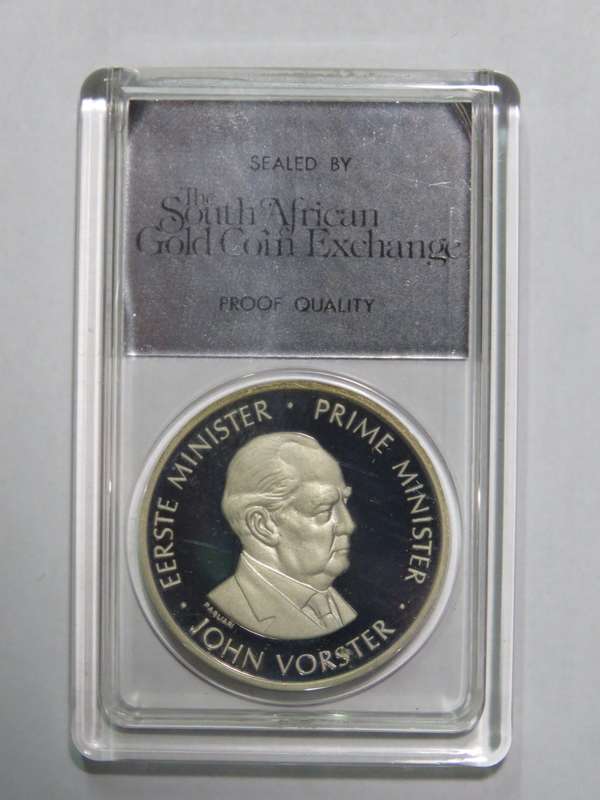 SEALED BY
The
South African
Gold Coin Exchange
PROOF QUALITY
EERSTE MINISTER · PRIME MINISTER
· JOHN VORSTER ·